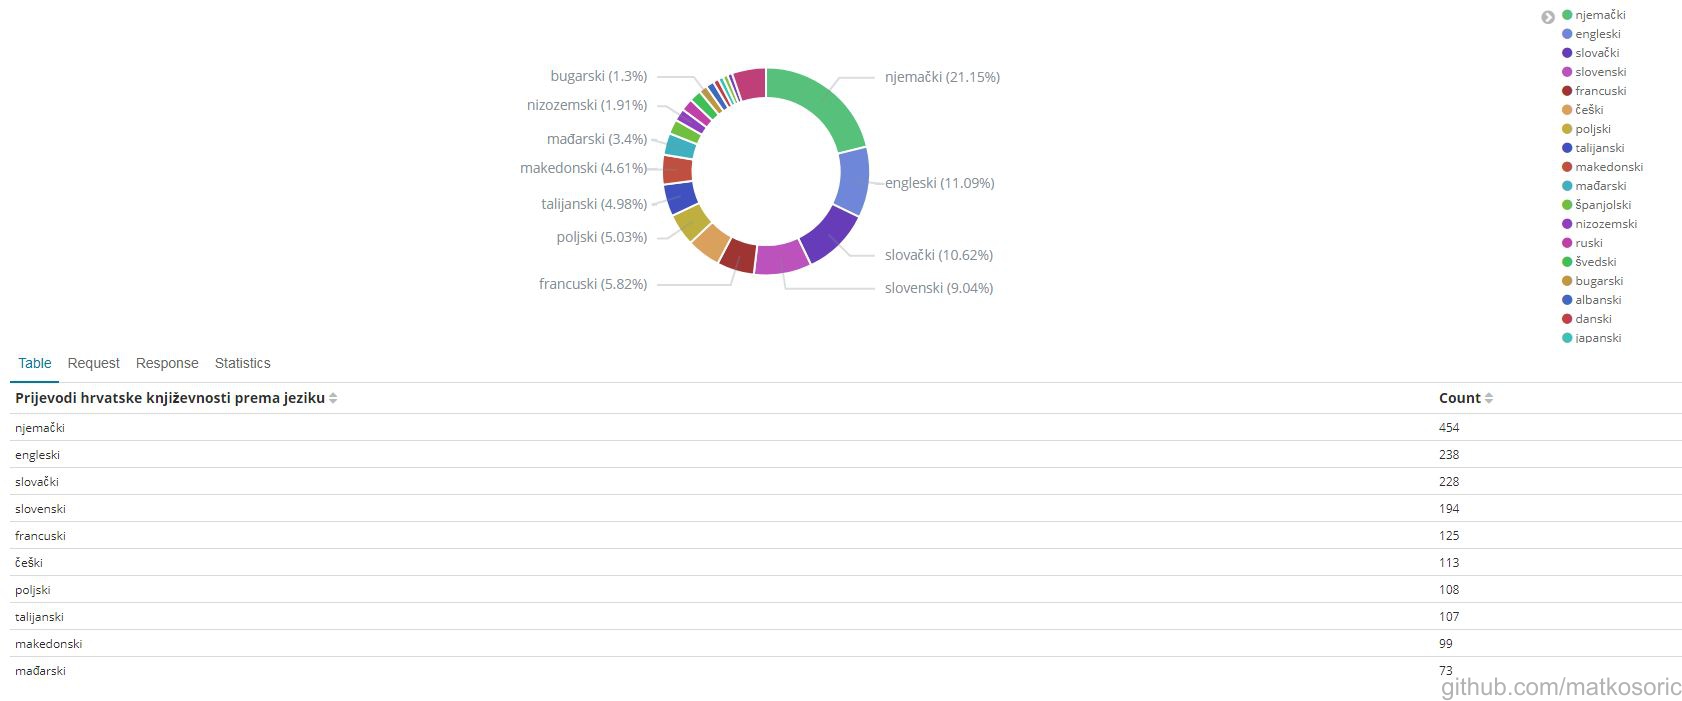 bugarski (1.3%)
nizozemski (1.91%)
mađarski (3.4%)
makedonski (4.61%)
talijanski (4.98%)
poljski (5.03%)
francuski (5.82%)
njemački (21.15%)
engleski (11.09%)
slovački (10.62%)
slovenski (9.04%)
njemački
engleski
slovački
slovenski
francuski
češki
poljski
talijanski
makedonski
mađarski
španjolski
nizozemski
ruski
švedski
bugarski
albanski
danski
japanski
Table Request Response Statistics
Prijevodi hrvatske književnosti prema jeziku Count
njemački 454
engleski 238
slovački 228
slovenski 194
francuski 125
češki 113
poljski 108
talijanski 107
makedonski 99
mađarski 73
github.com/matkosoric